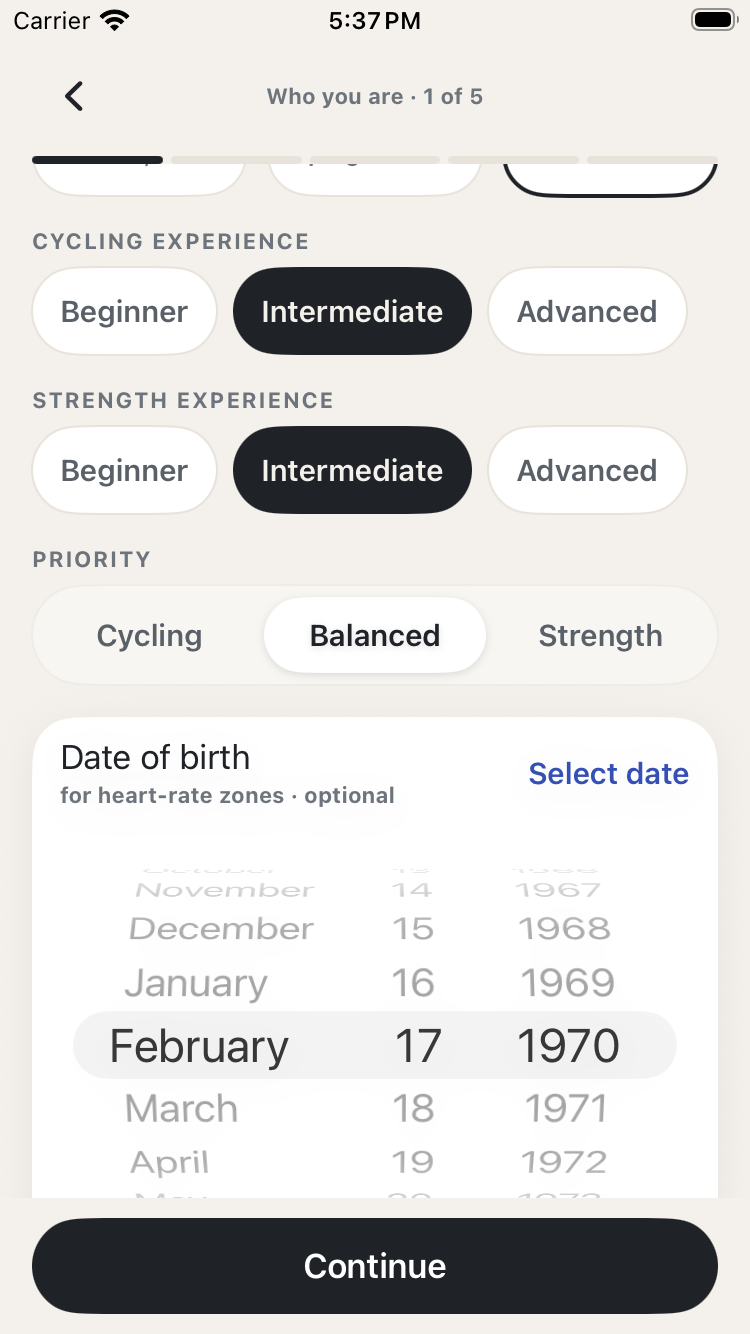 Carrier 5:37 PM
Who you are · 1 of 5
CYCLING EXPERIENCE
Beginner Intermediate Advanced
STRENGTH EXPERIENCE
Beginner Intermediate Advanced
PRIORITY
Cycling Balanced Strength
Date of birth
for heart-rate zones · optional
Select date
November 14 1967
December 15 1968
January 16 1969
February 17 1970
March 18 1971
April 19 1972
Continue